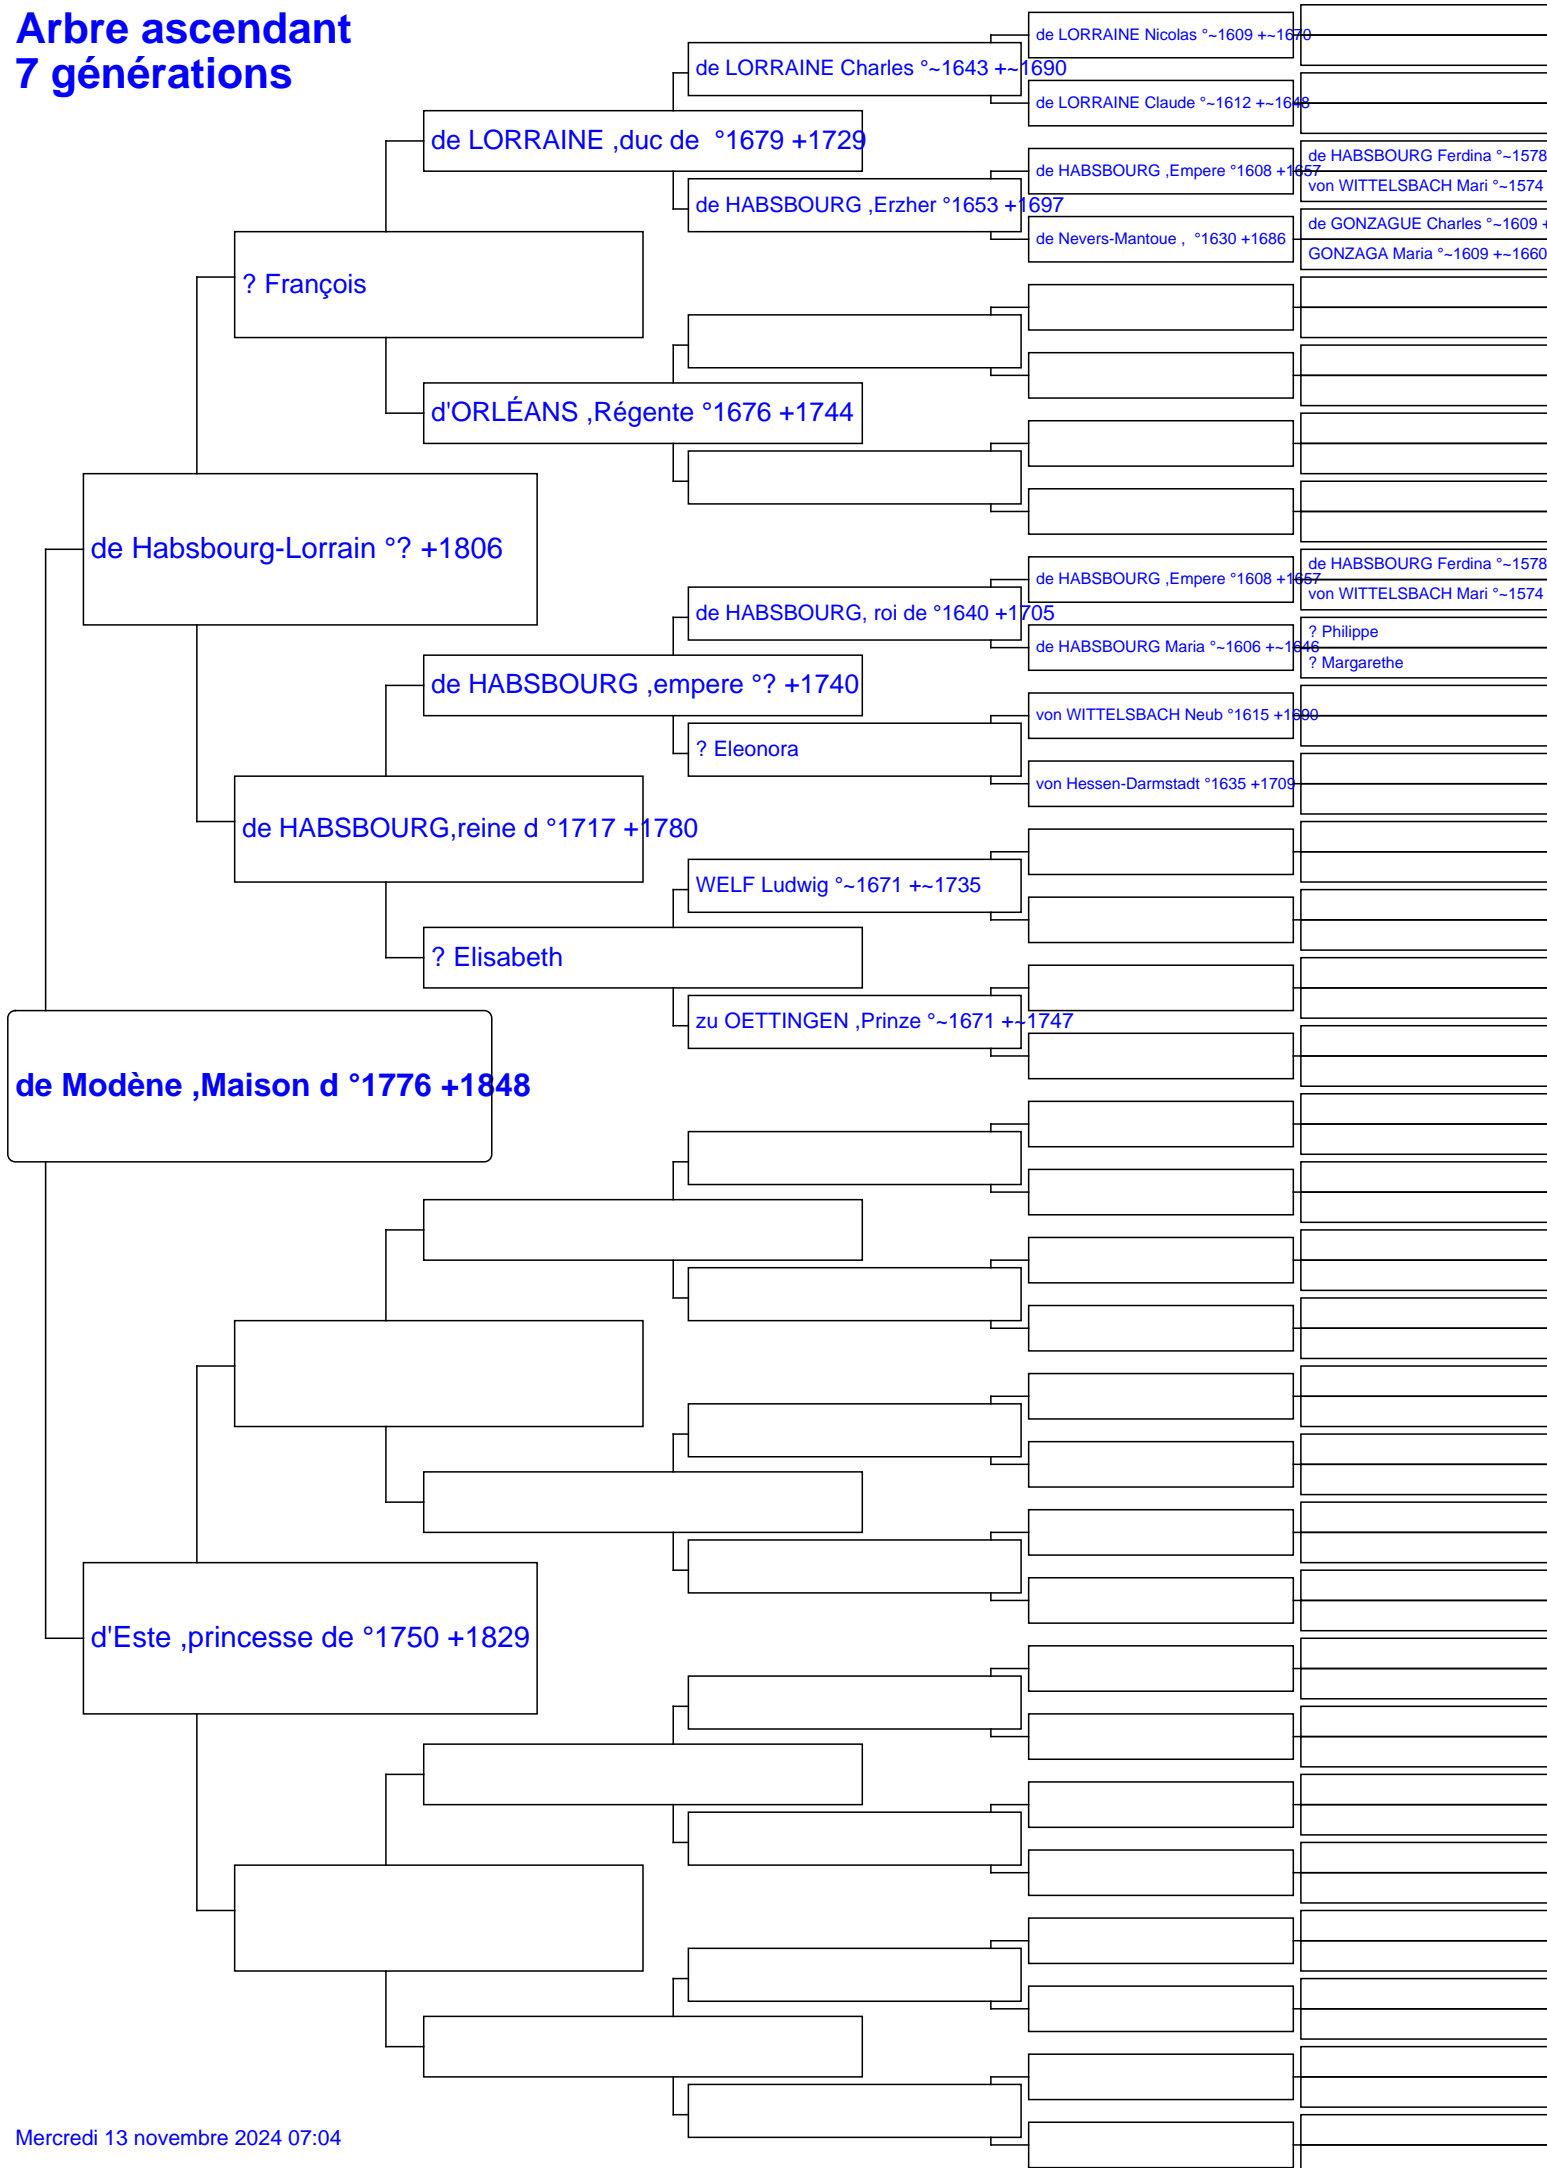 Arbre ascendant
7 générations
de LORRAINE Nicolas °~1609 +~1670
de LORRAINE Charles °~1643 +~1690
de LORRAINE Claude °~1612 +~1648
de LORRAINE ,duc de  °1679 +1729
de HABSBOURG ,Empere °1608 +1657
de HABSBOURG Ferdina °~1578
von WITTELSBACH Mari °~1574
de HABSBOURG ,Erzher °1653 +1697
de Nevers-Mantoue ,  °1630 +1686
de GONZAGUE Charles °~1609 +
GONZAGA Maria °~1609 +~1660
? François
d'ORLÉANS ,Régente °1676 +1744
de Habsbourg-Lorrain °? +1806
de HABSBOURG ,Empere °1608 +1657
de HABSBOURG Ferdina °~1578
von WITTELSBACH Mari °~1574
de HABSBOURG, roi de °1640 +1705
de HABSBOURG Maria °~1606 +~1646
? Philippe
? Margarethe
de HABSBOURG ,empere °? +1740
von WITTELSBACH Neub °1615 +1690
? Eleonora
von Hessen-Darmstadt °1635 +1709
de HABSBOURG,reine d °1717 +1780
WELF Ludwig °~1671 +~1735
? Elisabeth
zu OETTINGEN ,Prinze °~1671 +~1747
de Modène ,Maison d °1776 +1848
d'Este ,princesse de °1750 +1829
Mercredi 13 novembre 2024 07:04